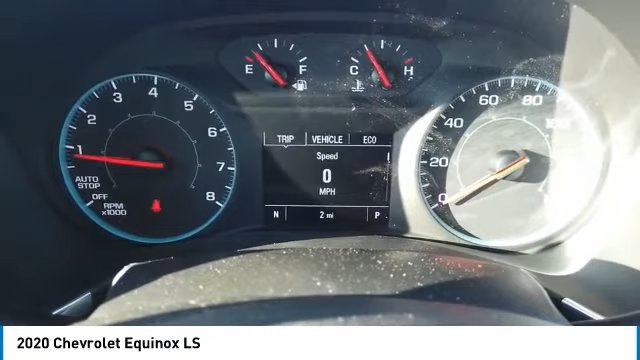 E F C H
1 2 3 4 5 6 7 8
AUTO
STOP
OFF
RPM
x1000
TRIP VEHICLE ECO
Speed
0
MPH
N 2 mi P
0 20 40 60 80 100
2020 Chevrolet Equinox LS